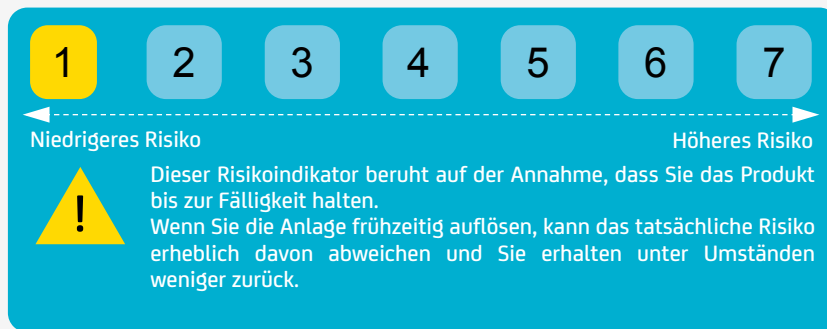 1 2 3 4 5 6 7
Niedrigeres Risiko Höheres Risiko
!
Dieser Risikoindikator beruht auf der Annahme, dass Sie das Produkt
bis zur Fälligkeit halten.
Wenn Sie die Anlage frühzeitig auflösen, kann das tatsächliche Risiko
erheblich davon abweichen und Sie erhalten unter Umständen
weniger zurück.